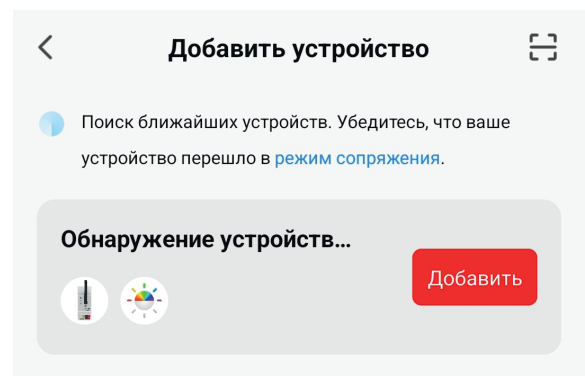 Добавить устройство
Поиск ближайших устройств. Убедитесь, что ваше
устройство перешло в режим сопряжения.
Обнаружение устройств...
Добавить